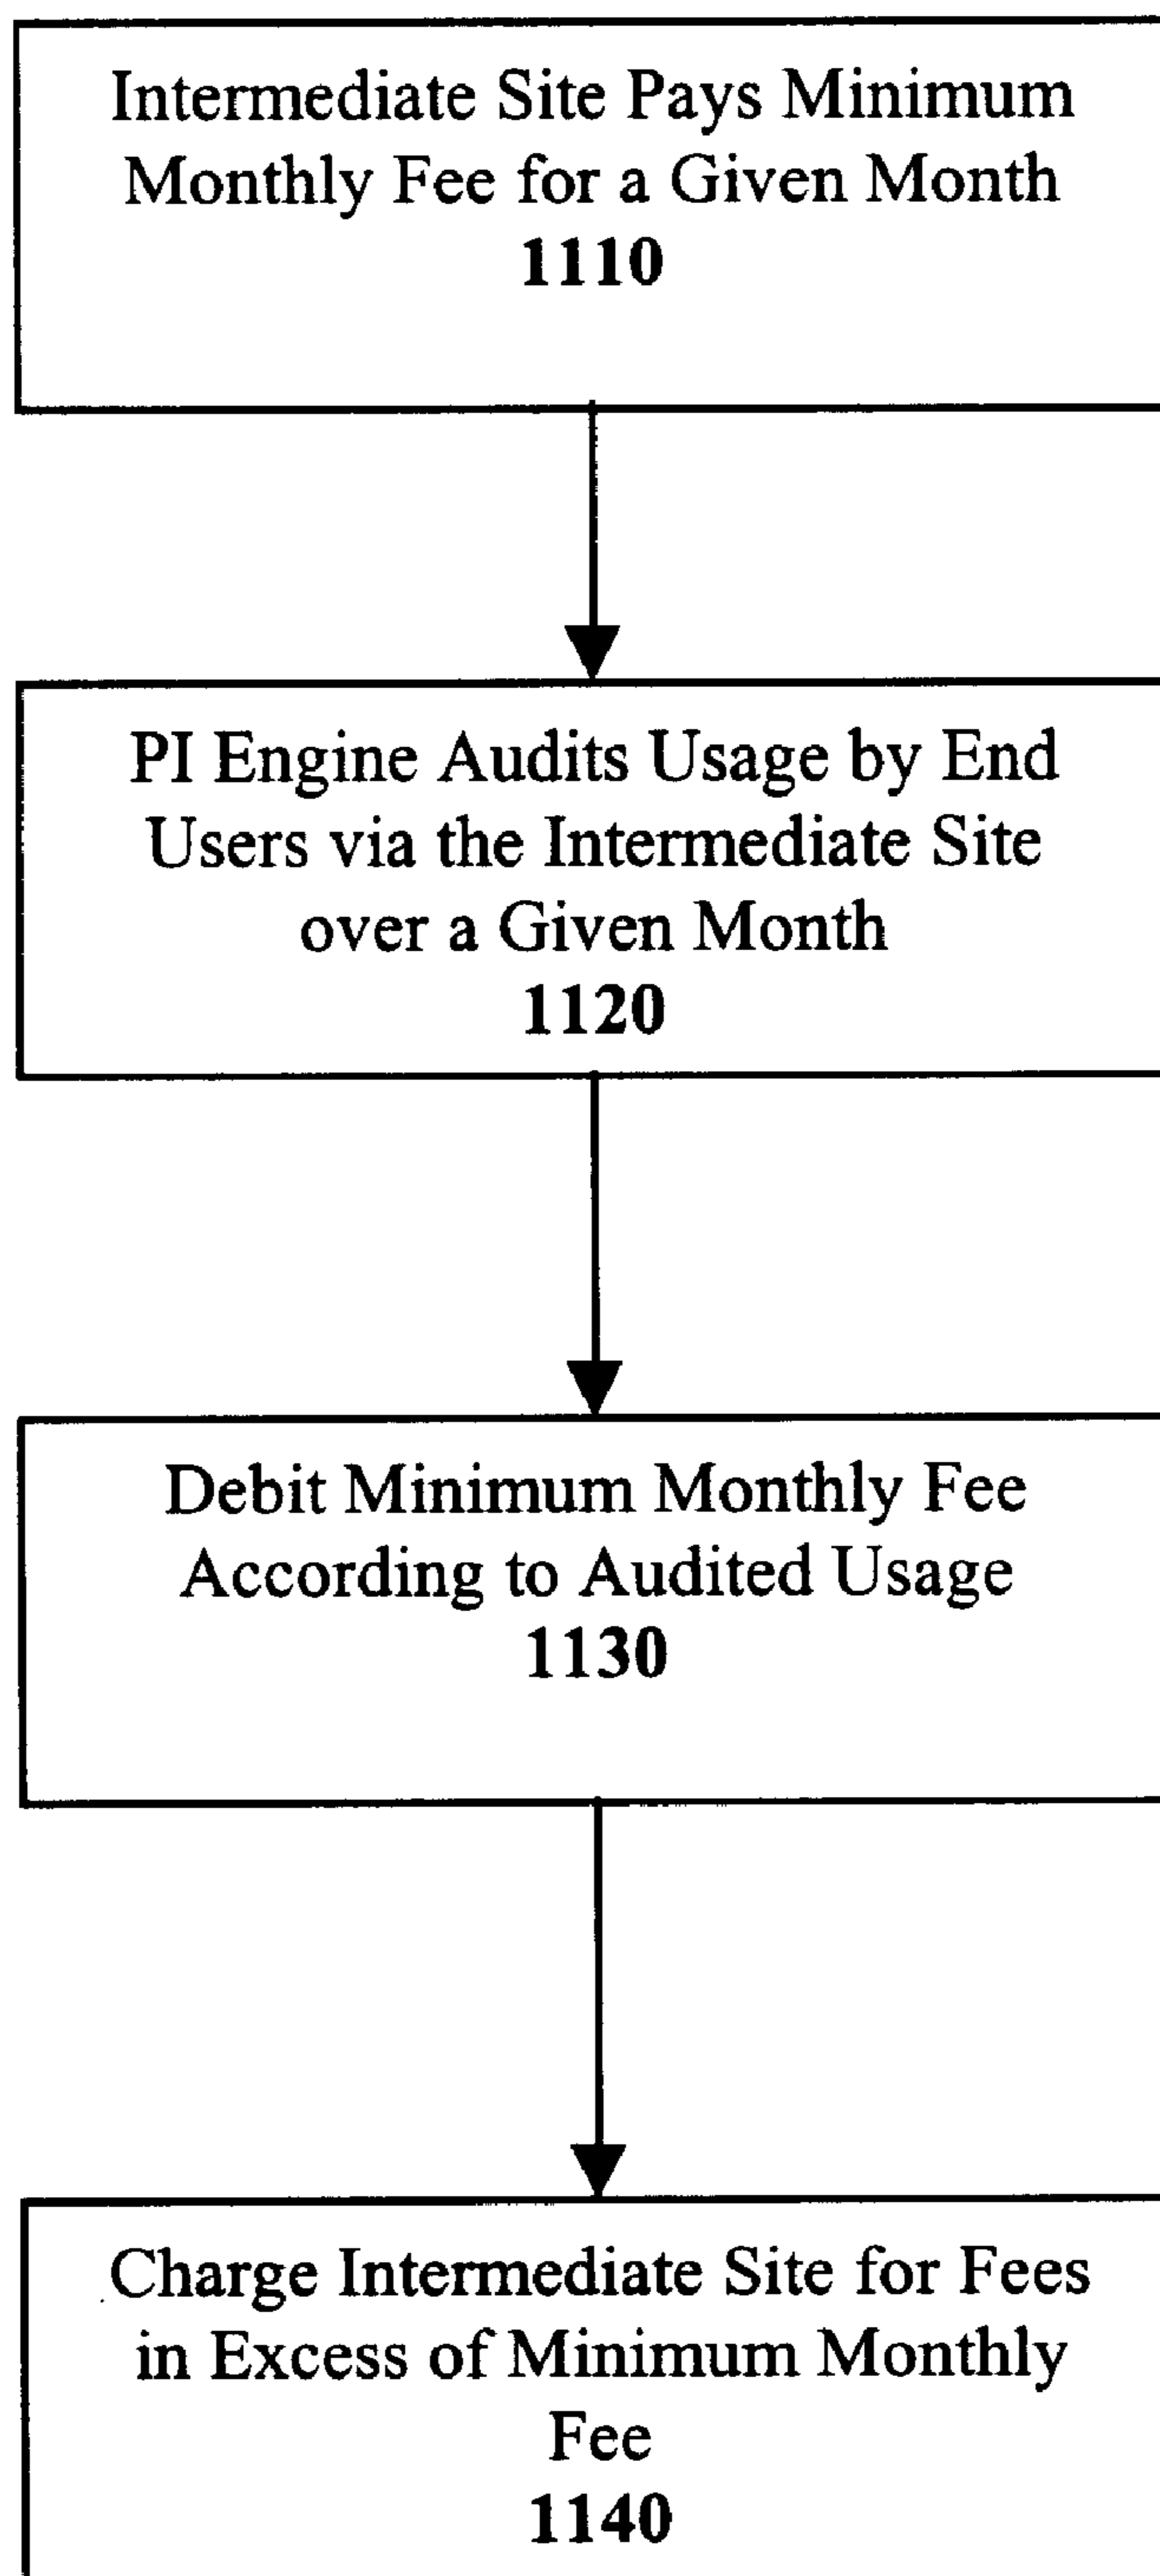 Intermediate Site Pays Minimum
Monthly Fee for a Given Month
1110
PI Engine Audits Usage by End
Users via the Intermediate Site
over a Given Month
1120
Debit Minimum Monthly Fee
According to Audited Usage
1130
Charge Intermediate Site for Fees
in Excess of Minimum Monthly
Fee
1140